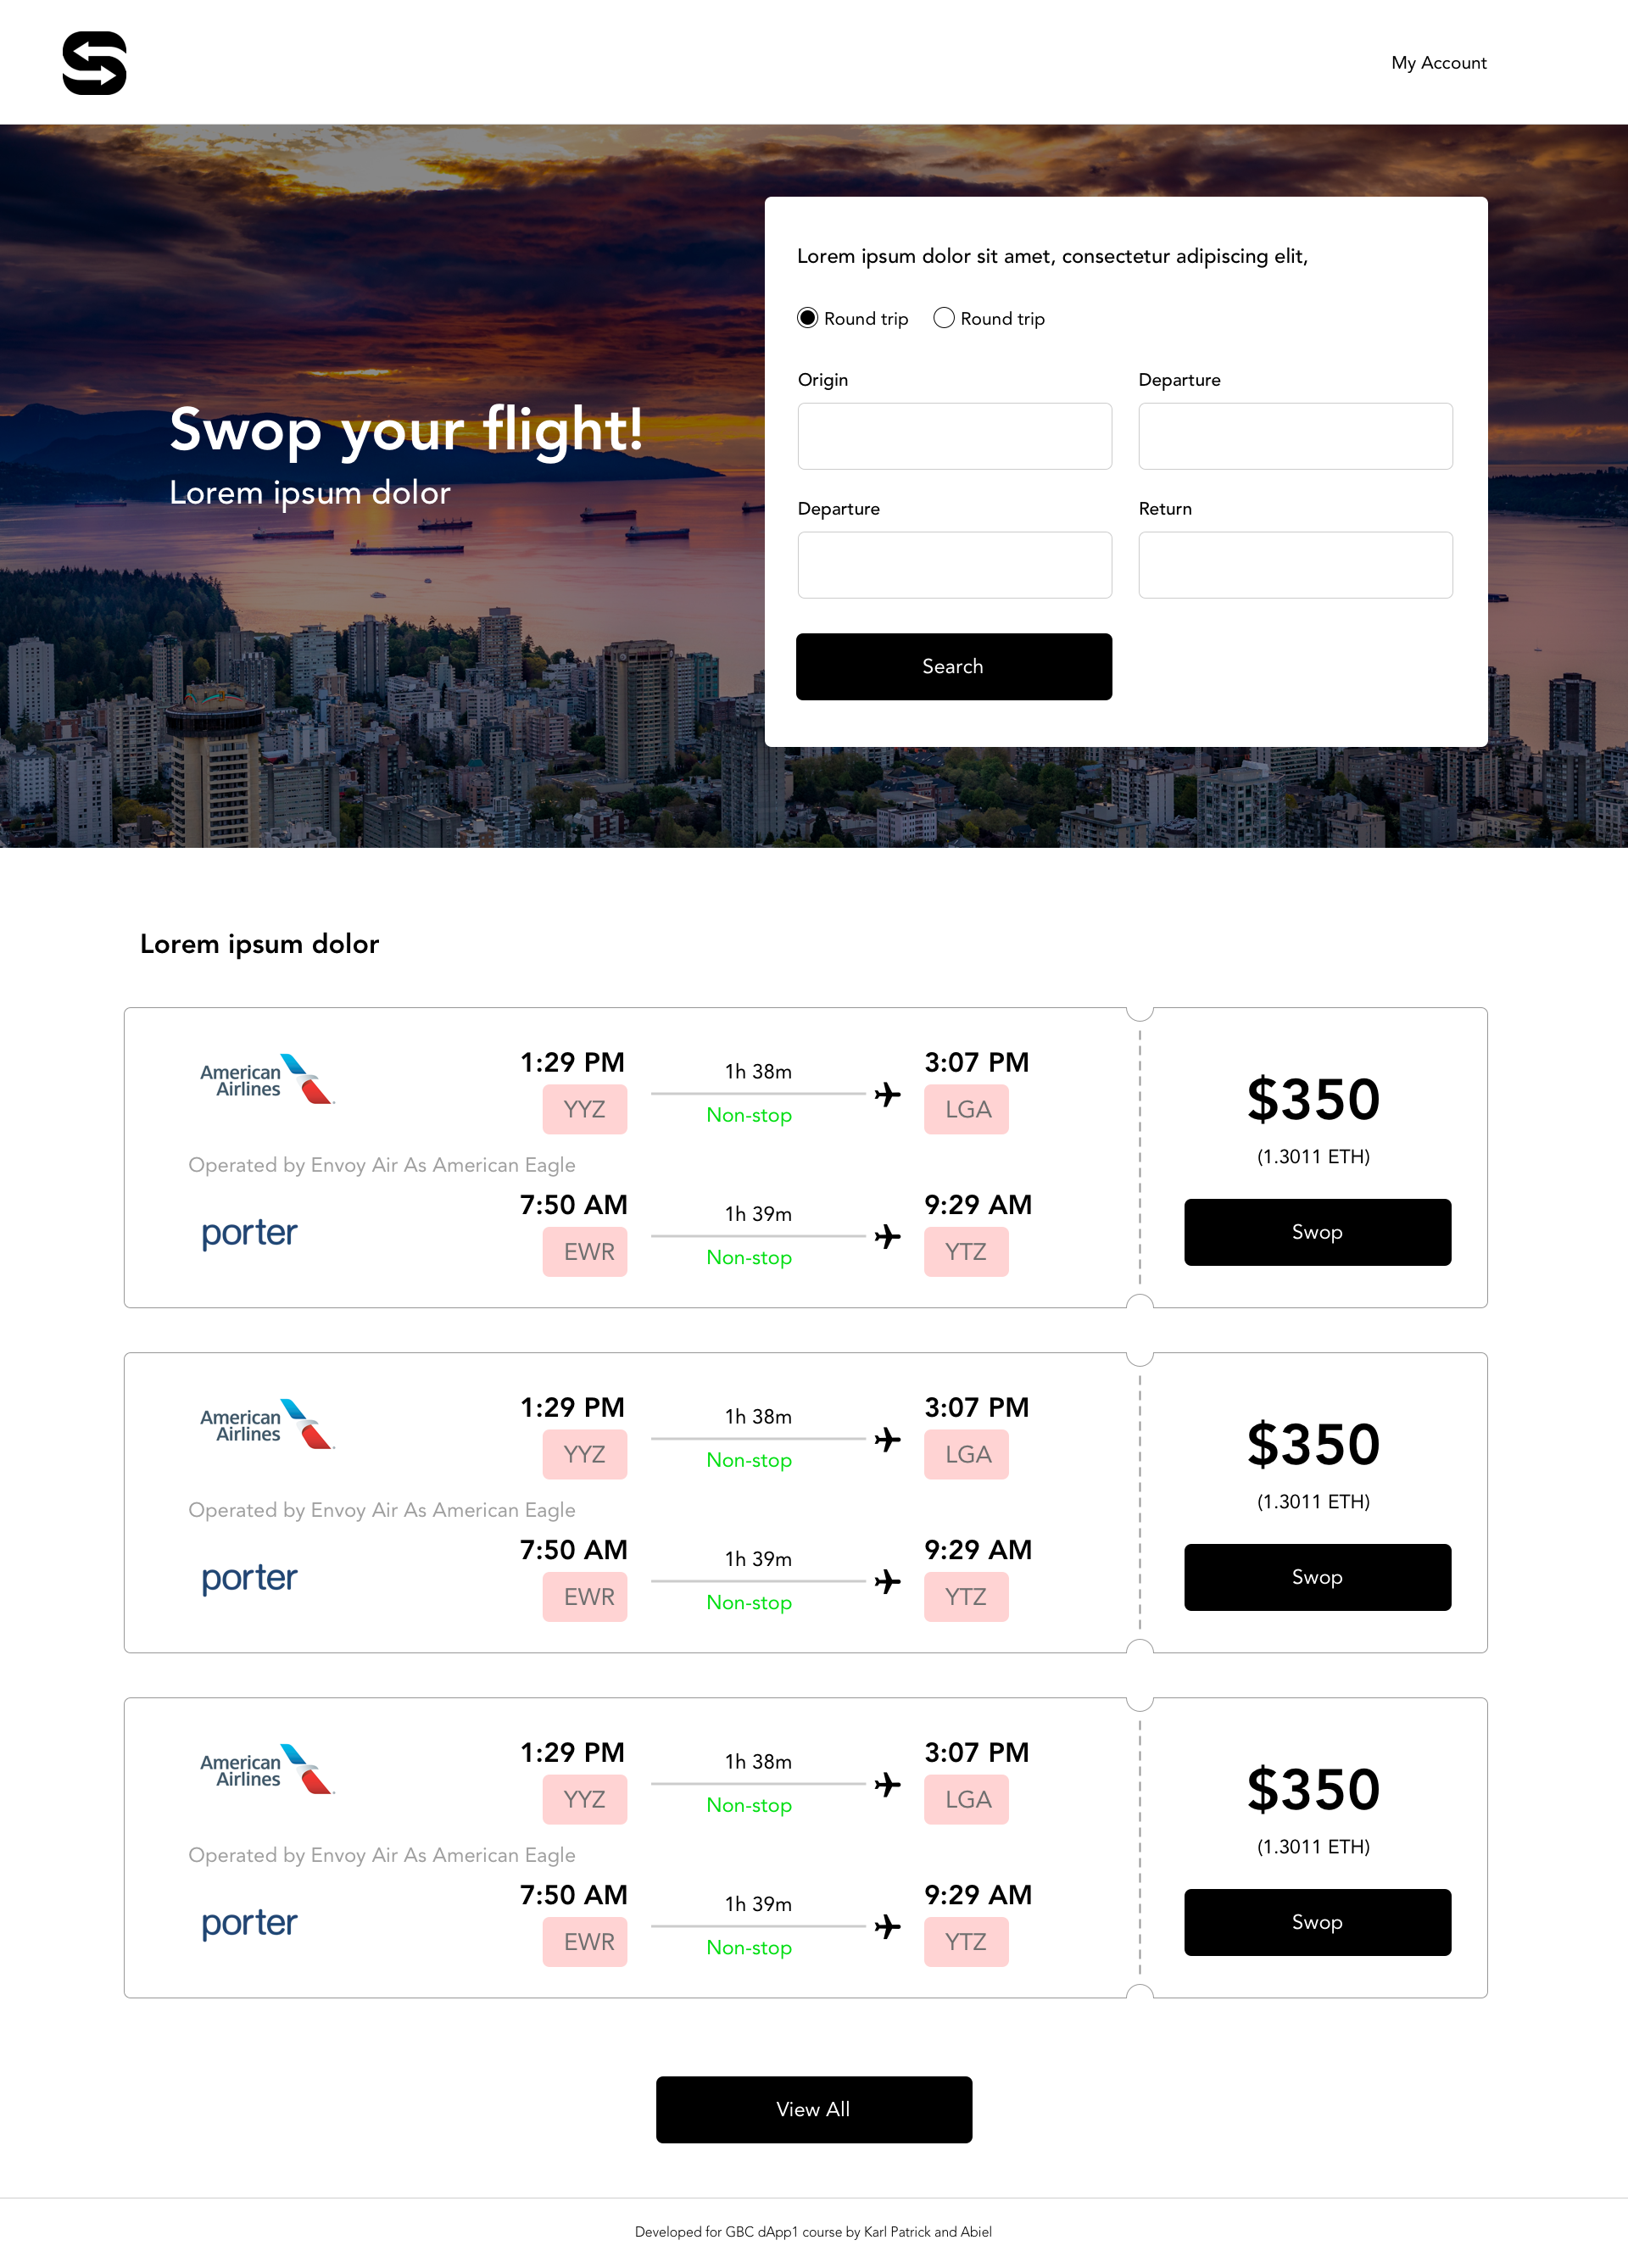 My Account
Swop your flight!
Lorem ipsum dolor
Lorem ipsum dolor sit amet, consectetur adipiscing elit,
Round trip Round trip
Origin Departure
Departure Return
Search
Lorem ipsum dolor
American Airlines
1:29 PM 1h 38m 3:07 PM
YYZ Non-stop LGA
Operated by Envoy Air As American Eagle
porter
7:50 AM 1h 39m 9:29 AM
EWR Non-stop YTZ
$350
(1.3011 ETH)
Swop
American Airlines
1:29 PM 1h 38m 3:07 PM
YYZ Non-stop LGA
Operated by Envoy Air As American Eagle
porter
7:50 AM 1h 39m 9:29 AM
EWR Non-stop YTZ
$350
(1.3011 ETH)
Swop
American Airlines
1:29 PM 1h 38m 3:07 PM
YYZ Non-stop LGA
Operated by Envoy Air As American Eagle
porter
7:50 AM 1h 39m 9:29 AM
EWR Non-stop YTZ
$350
(1.3011 ETH)
Swop
View All
Developed for GBC dApp1 course by Karl Patrick and Abiel